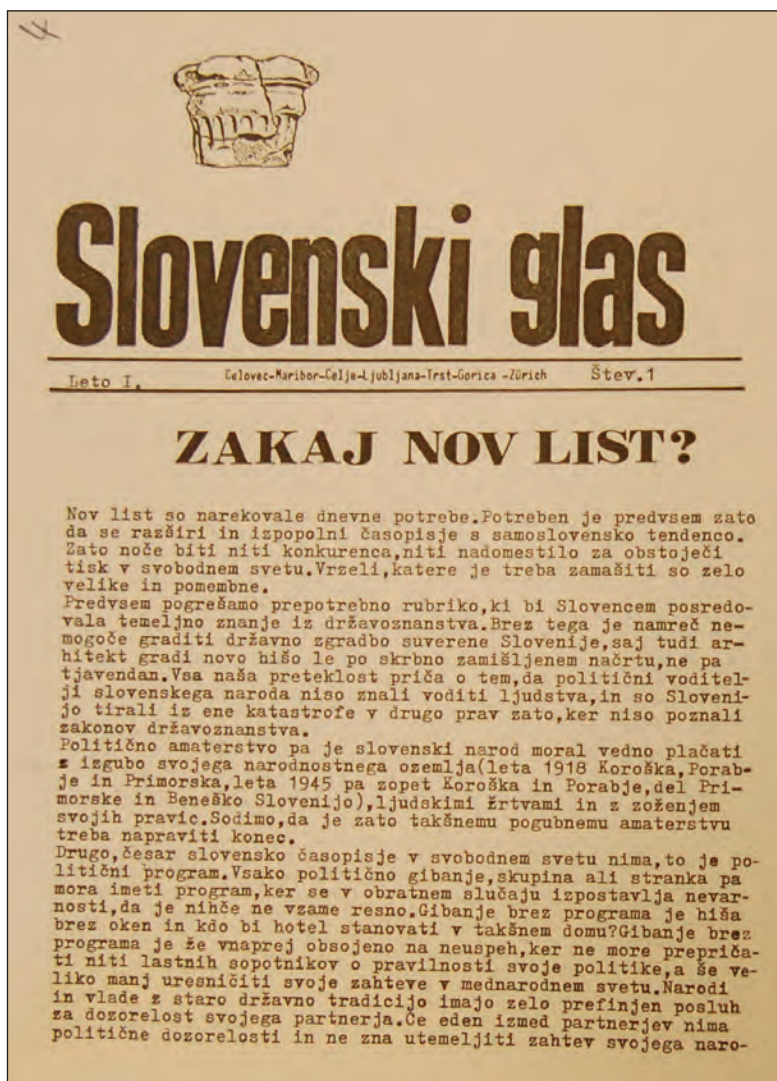 4
Slovenski glas
Leto I. Celovec-Maribor-Celje-Ljubljana-Trst-Gorica -Zürich Štev.1
ZAKAJ NOV LIST?
Nov list so narekovale dnevne potrebe.Potreben je predvsem zato
da se razširi in izpopolni časopisje s samoslovensko tendenco.
Zato noče biti niti konkurenca,niti nadomestilo za obstoječi
tisk v svobodnem svetu.Vrzeli,katere je treba zamašiti so zelo
velike in pomembne.
Predvsem pogrešamo prepotrebno rubriko,ki bi Slovencem posredo-
vala temeljno znanje iz državoznanstva.Brez tega je namreč ne-
mogoče graditi državno zgradbo suverene Slovenije,saj tudi ar-
hitekt gradi novo hišo le po skrbno zamišljenem načrtu,ne pa
tjavendan.Vsa naša preteklost priča o tem,da politični voditel-
ji slovenskega naroda niso znali voditi ljudstva,in so Sloveni-
jo tirali iz ene katastrofe v drugo prav zato,ker niso poznali
zakonov državoznanstva.
Politično amaterstvo pa je slovenski narod moral vedno plačati
z izgubo svojega narodnostnega ozemlja(leta 1918 Koroška,Porab-
je in Primorska,leta 1945 pa zopet Koroška in Porabje,del Pri-
morske in Beneško Slovenijo),ljudskimi žrtvami in z zoženjem
svojih pravic.Sodimo,da je zato takšnemu pogubnemu amaterstvu
treba napraviti konec.
Drugo,česar slovensko časopisje v svobodnem svetu nima,to je po-
litični program.Vsako politično gibanje,skupina ali stranka pa
mora imeti program,ker se v obratnem slučaju izpostavlja nevar-
nosti,da je nihče ne vzame resno.Gibanje brez programa je hiša
brez oken in kdo bi hotel stanovati v takšnem domu?Gibanje brez
programa je že vnaprej obsojeno na neuspeh,ker ne more prepriča-
ti niti lastnih sopotnikov o pravilnosti svoje politike,a še ve-
liko manj uresničiti svoje zahteve v mednarodnem svetu.Narodi
in vlade z staro državno tradicijo imajo zelo prefinjen posluh
za dozorelost svojega partnerja.Če eden izmed partnerjev nima
politične dozorelosti in ne zna utemeljiti zahtev svojega naro-